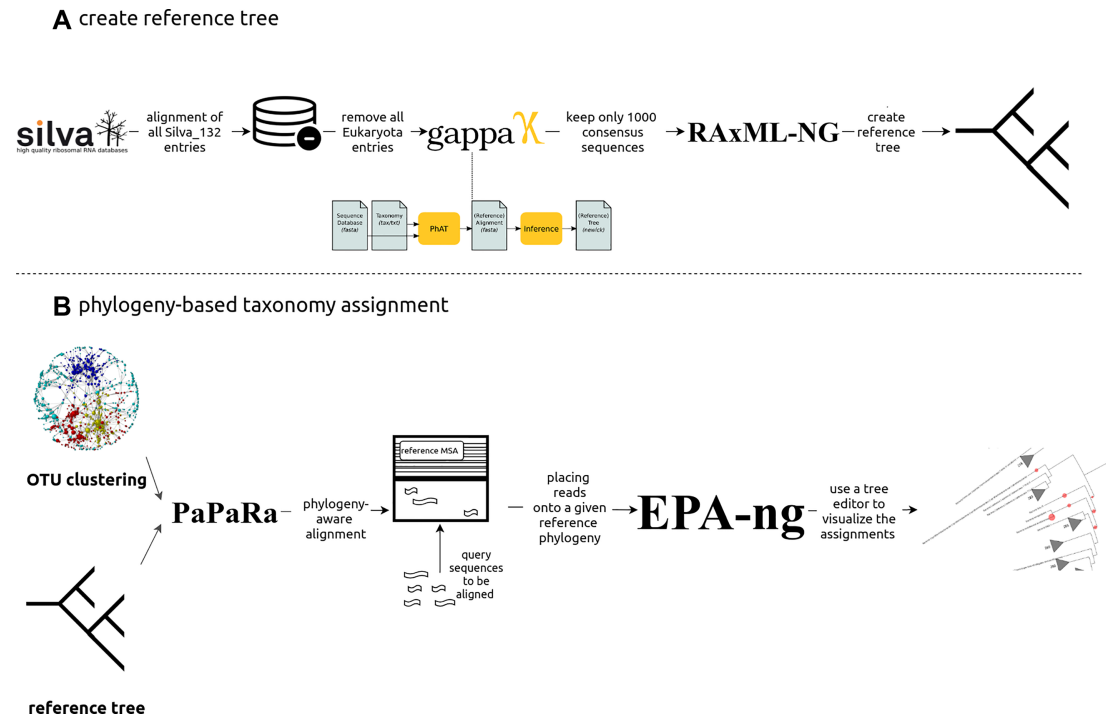 A create reference tree
silva
high quality ribosomal RNA databases
alignment of
all Silva_132
entries
remove all
Eukaryota
entries
gappa
keep only 1000
consensus
sequences
RAxML-NG
create
reference
tree
Sequence
Database
(fasta)
Taxonomy
(tax/txt)
PhAT
(Reference)
Alignment
(fasta)
Inference
(Reference)
Tree
(newick)
B phylogeny-based taxonomy assignment
OTU clustering
reference tree
PaPaRa
phylogeny-
aware
alignment
reference MSA
query
sequences
to be
aligned
placing
reads
onto a given
reference
phylogeny
EPA-ng
use a tree
editor to
visualize the
assignments